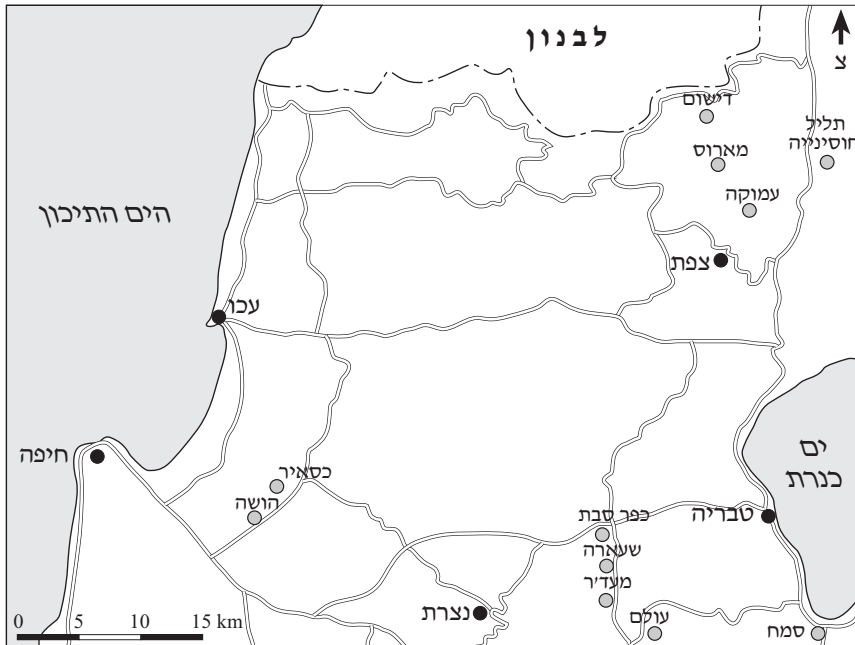 לבנון
צ
דישום
תליל
חוסינייה
מארוס
עמוקה
הים התיכון
צפת
עכו
ים
כנרת
חיפה
כסאיר
הושה
כפר סבת
טבריה
שעארה
מעד'ר
נצרת
עולם
סמח
0 5 10 15 km